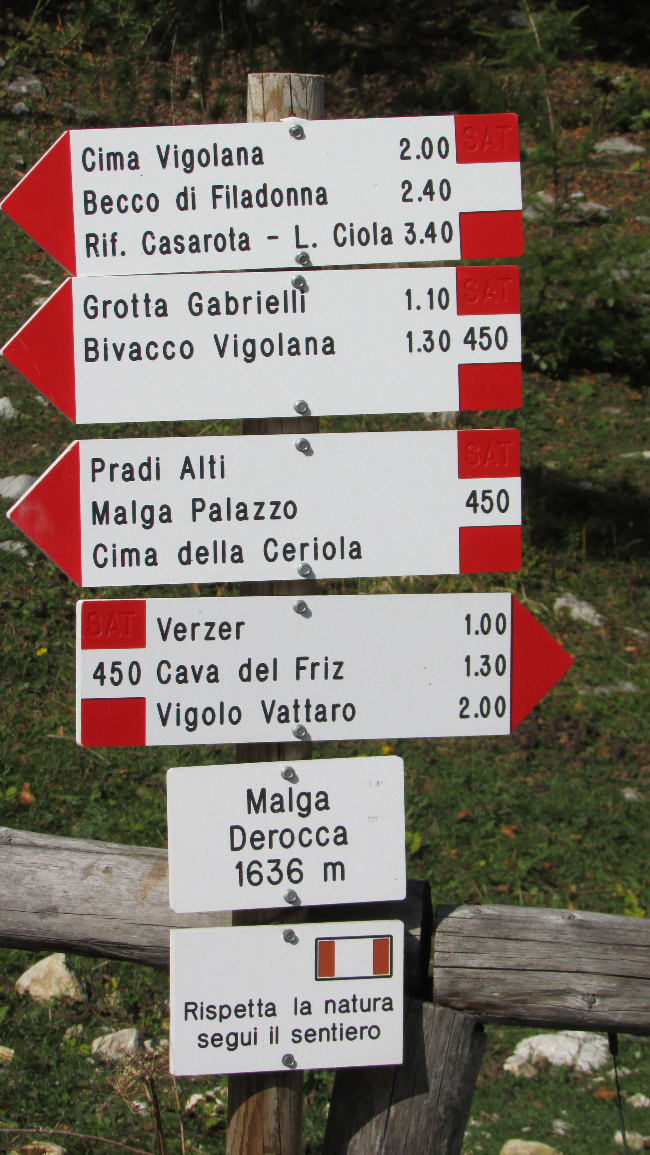 SAT
Cima Vigolana 2.00
Becco di Filadonna 2.40
Rif. Casarota - L. Ciola 3.40
SAT
Grotta Gabrielli 1.10
Bivacco Vigolana 1.30 450
SAT
Pradi Alti
Malga Palazzo 450
Cima della Ceriola
SAT Verzer 1.00
450 Cava del Friz 1.30
Vigolo Vattaro 2.00
Malga
Derocca
1636 m
Rispetta la natura
segui il sentiero